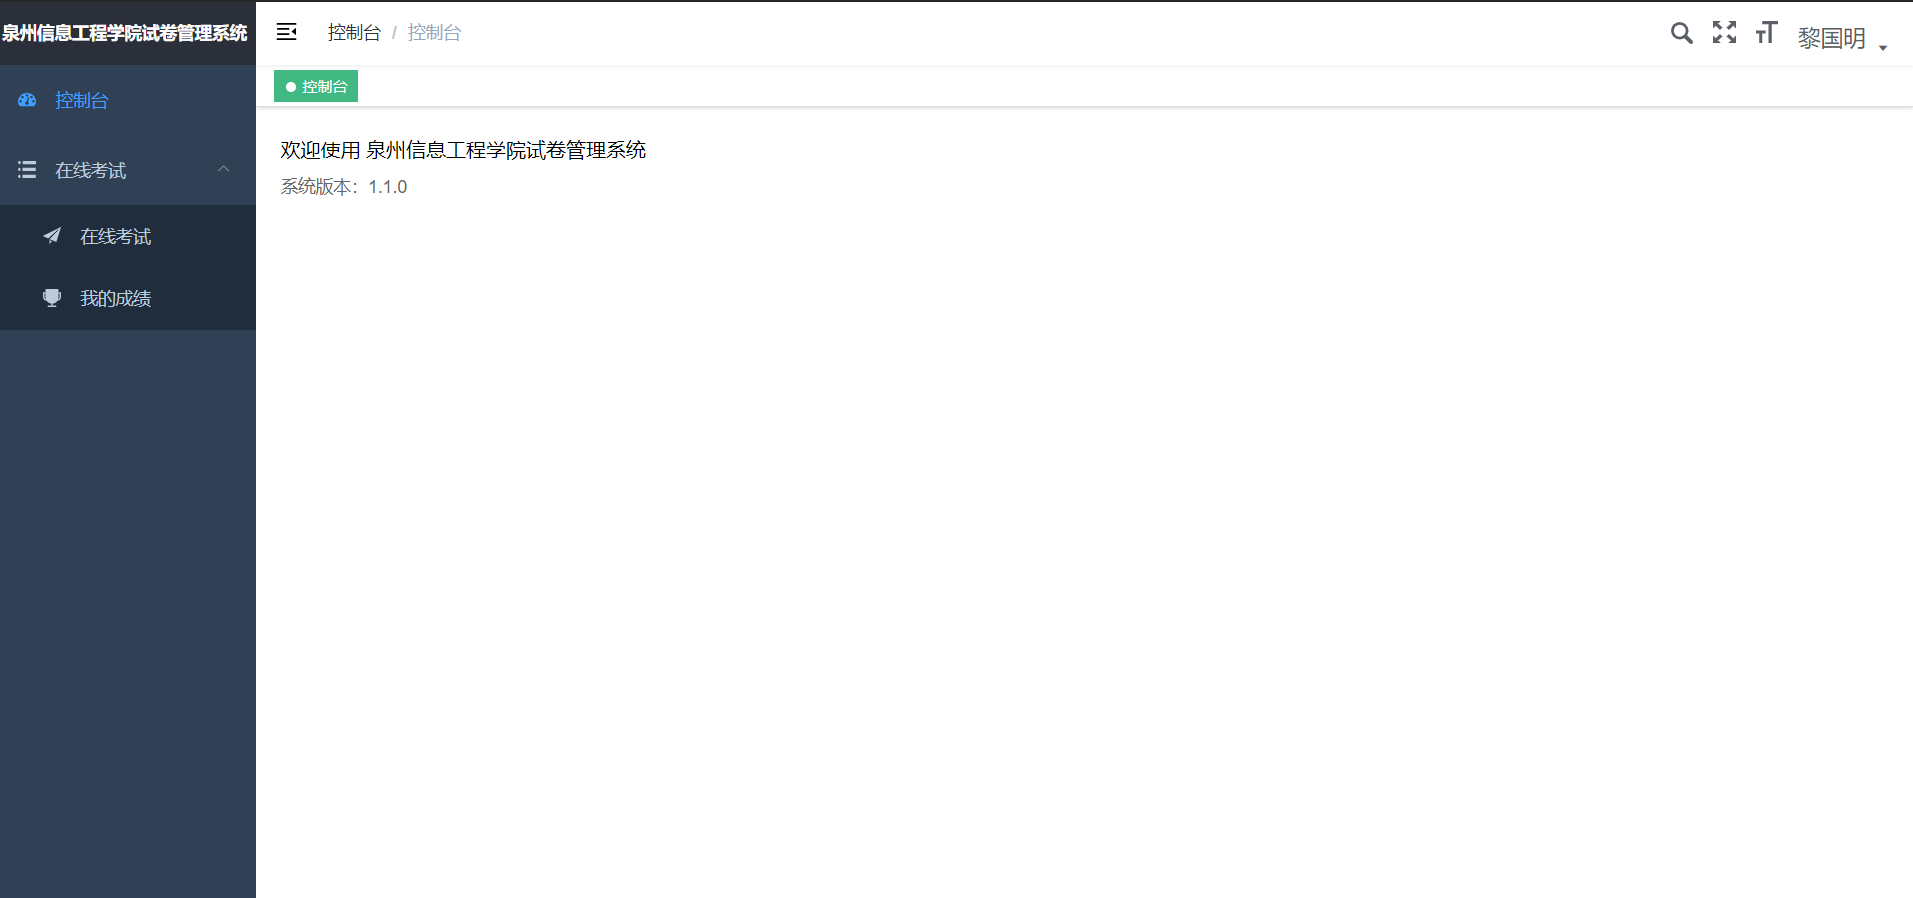 泉州信息工程学院试卷管理系统
控制台
在线考试
在线考试
我的成绩
控制台 / 控制台
黎国明
控制台
欢迎使用 泉州信息工程学院试卷管理系统
系统版本：1.1.0